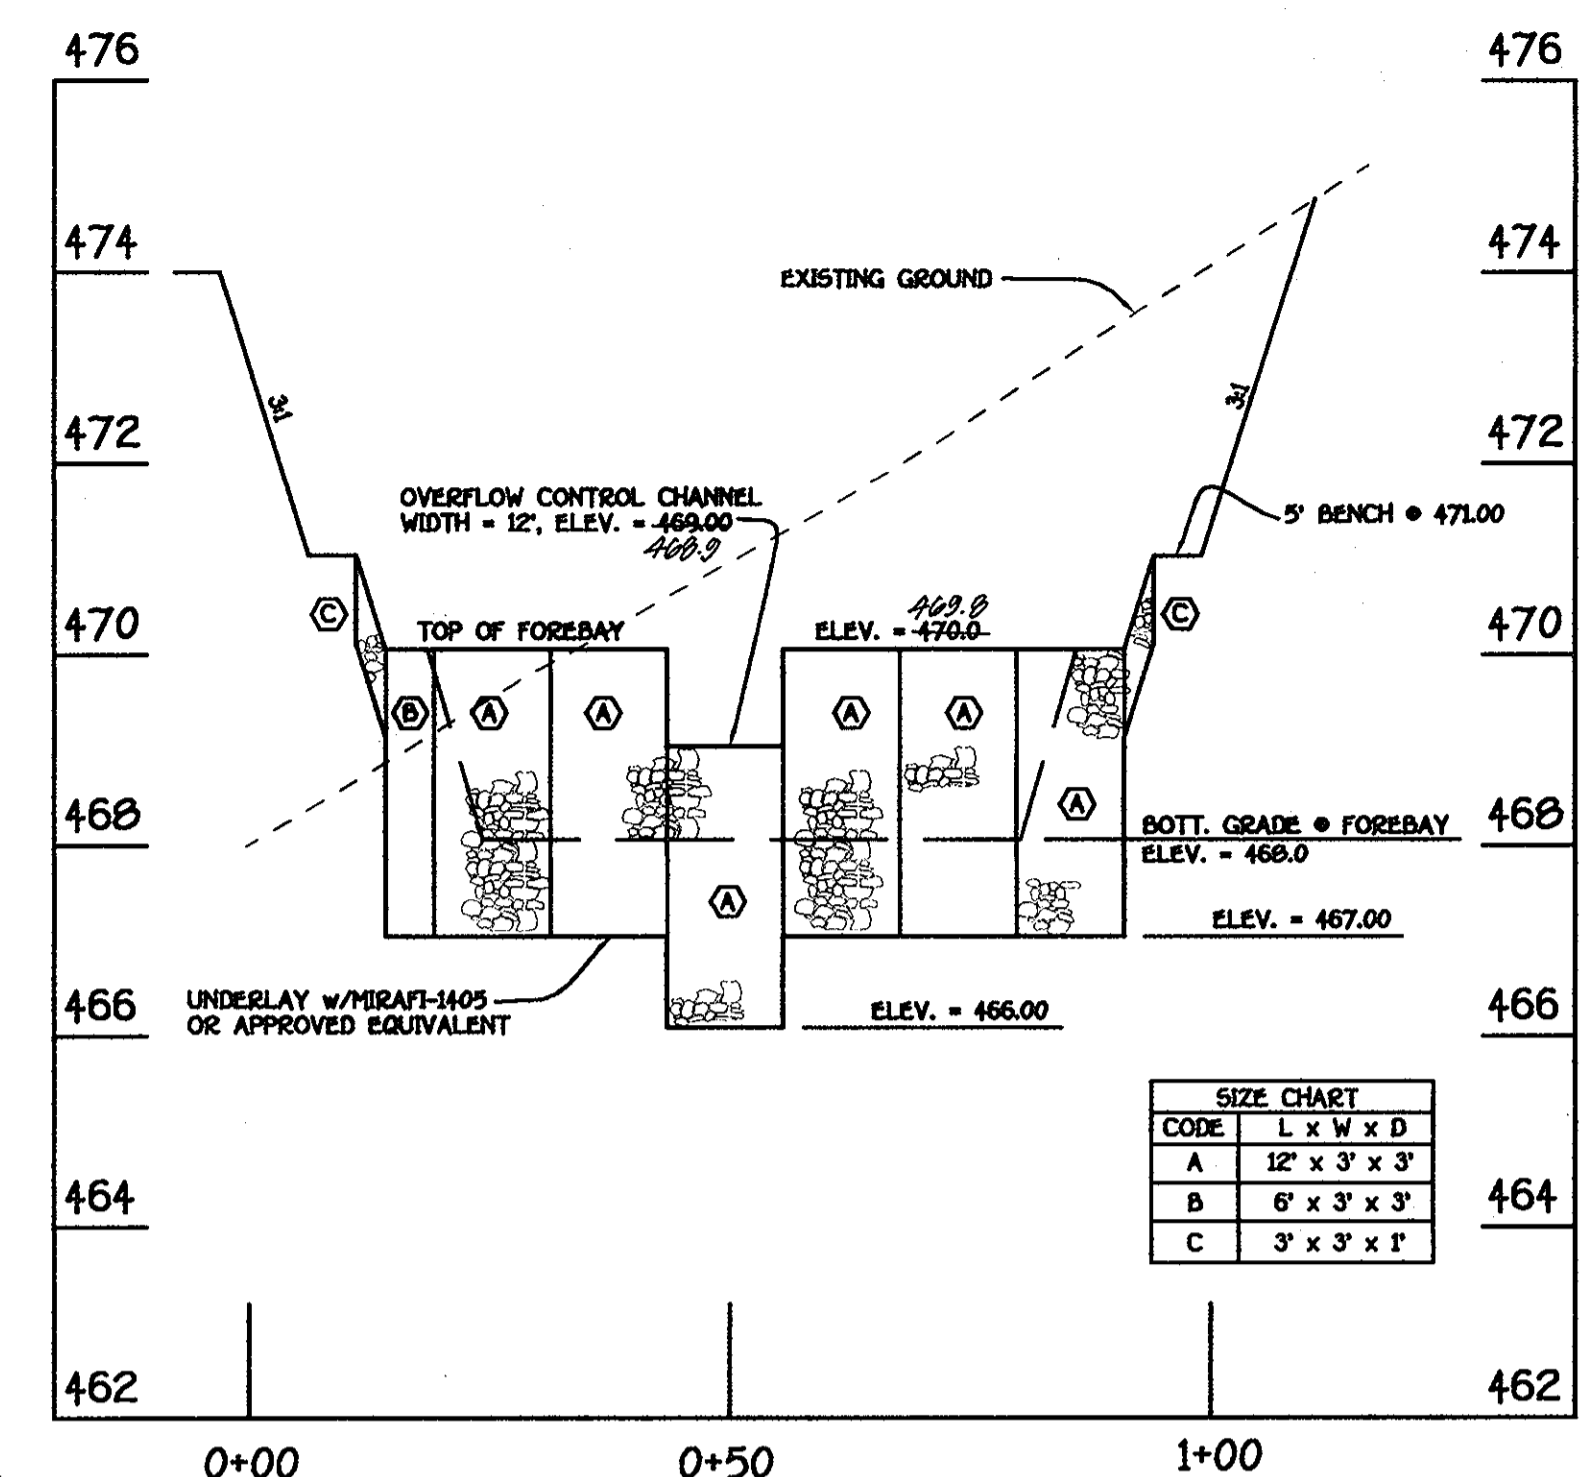 476
476
474
474
EXISTING GROUND
3:1
3:1
472
472
OVERFLOW CONTROL CHANNEL
WIDTH = 12', ELEV. = 469.00
468.9
5' BENCH @ 471.00
C
C
469.8
470
470
TOP OF FOREBAY
ELEV. = 470.0
B
A
A
A
A
A
468
468
BOTT. GRADE @ FOREBAY
ELEV. = 468.0
A
ELEV. = 467.00
UNDERLAY w/MIRAFI-1405
OR APPROVED EQUIVALENT
466
466
ELEV. = 466.00
SIZE CHART
CODE L x W x D
A 12' x 3' x 3'
B 6' x 3' x 3'
C 3' x 3' x 1'
464
464
462
462
0+00
0+50
1+00